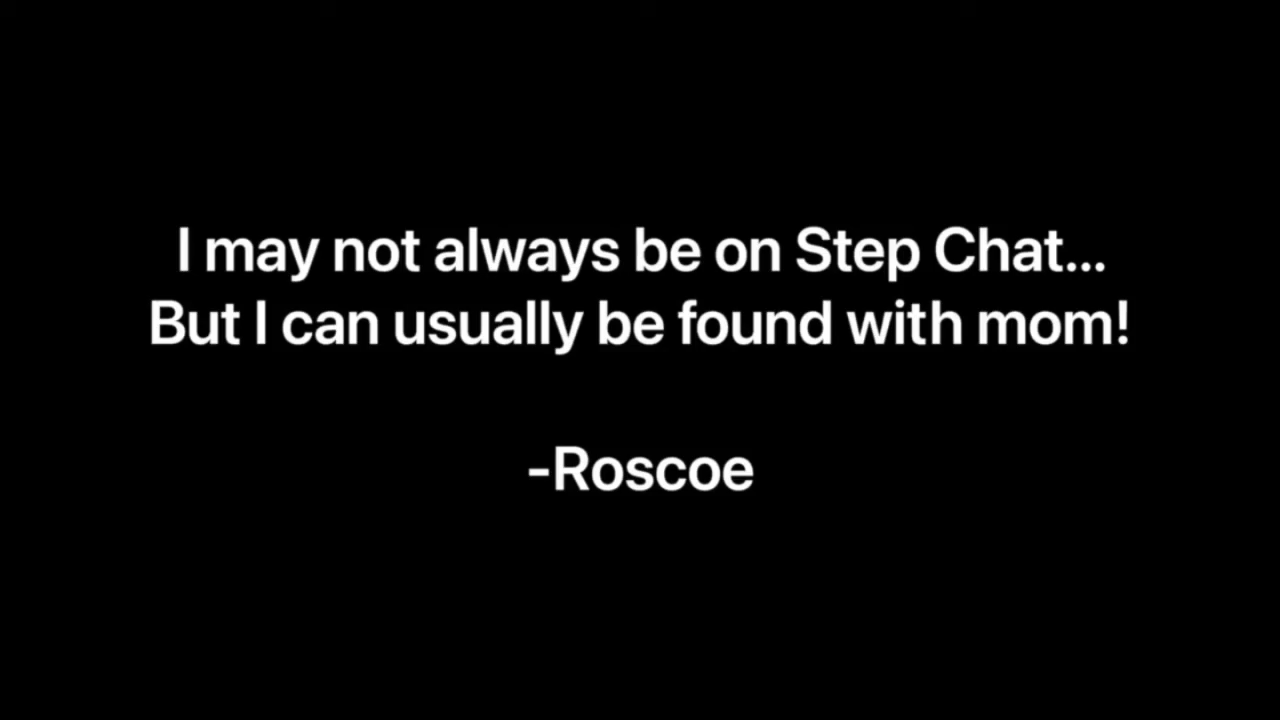 I may not always be on Step Chat...
But I can usually be found with mom!
-Roscoe